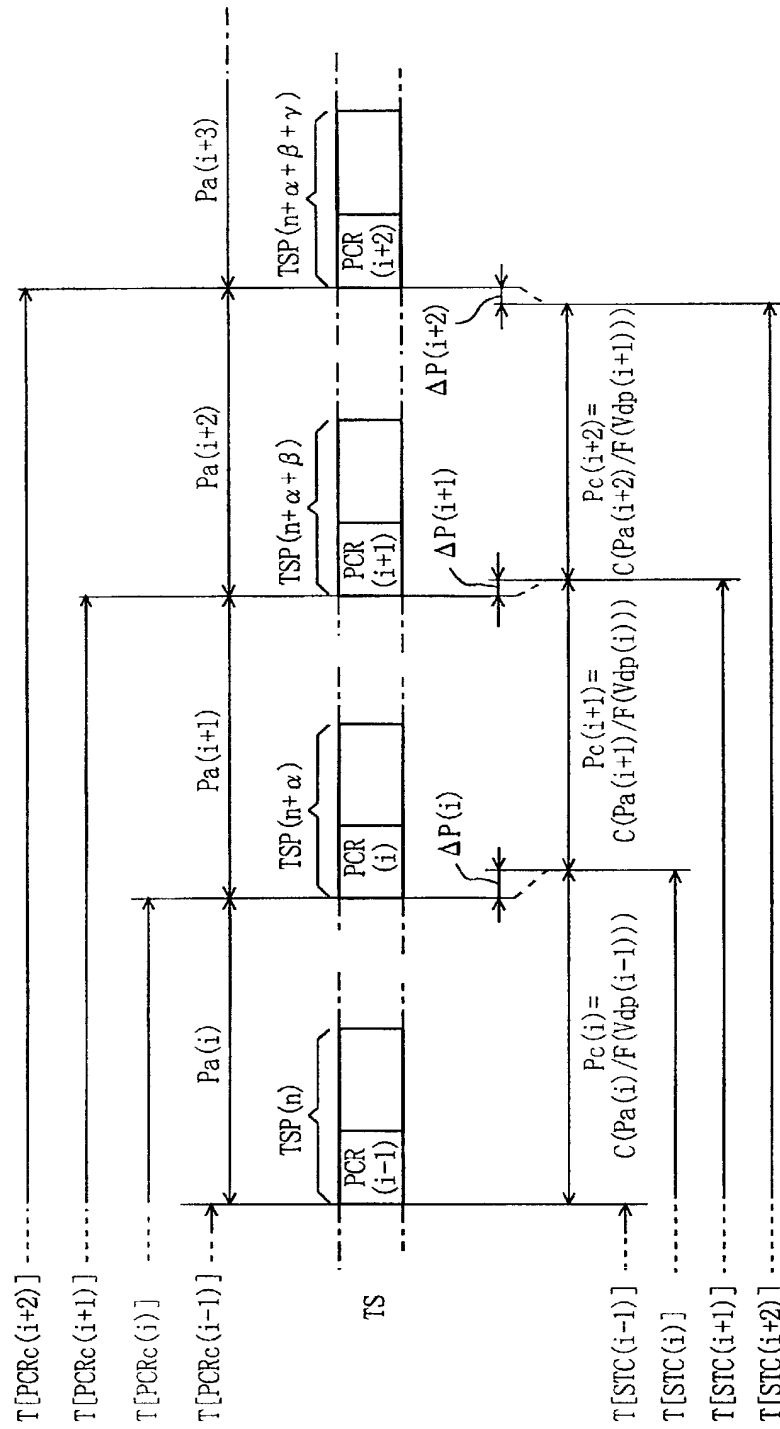 T[PCRc(i+2)]
T[PCRc(i+1)]
T[PCRc(i)]
T[PCRc(i-1)]
Pa(i)
Pa(i+1)
Pa(i+2)
Pa(i+3)
TSP(n)
TSP(n+α)
TSP(n+α+β)
TSP(n+α+β+γ)
TS
PCR
(i-1)
PCR
(i)
PCR
(i+1)
PCR
(i+2)
ΔP(i)
ΔP(i+1)
ΔP(i+2)
Pc(i)=
C(Pa(i)/F(Vdp(i-1)))
Pc(i+1)=
C(Pa(i+1)/F(Vdp(i)))
Pc(i+2)=
C(Pa(i+2)/F(Vdp(i+1)))
T[STC(i-1)]
T[STC(i)]
T[STC(i+1)]
T[STC(i+2)]